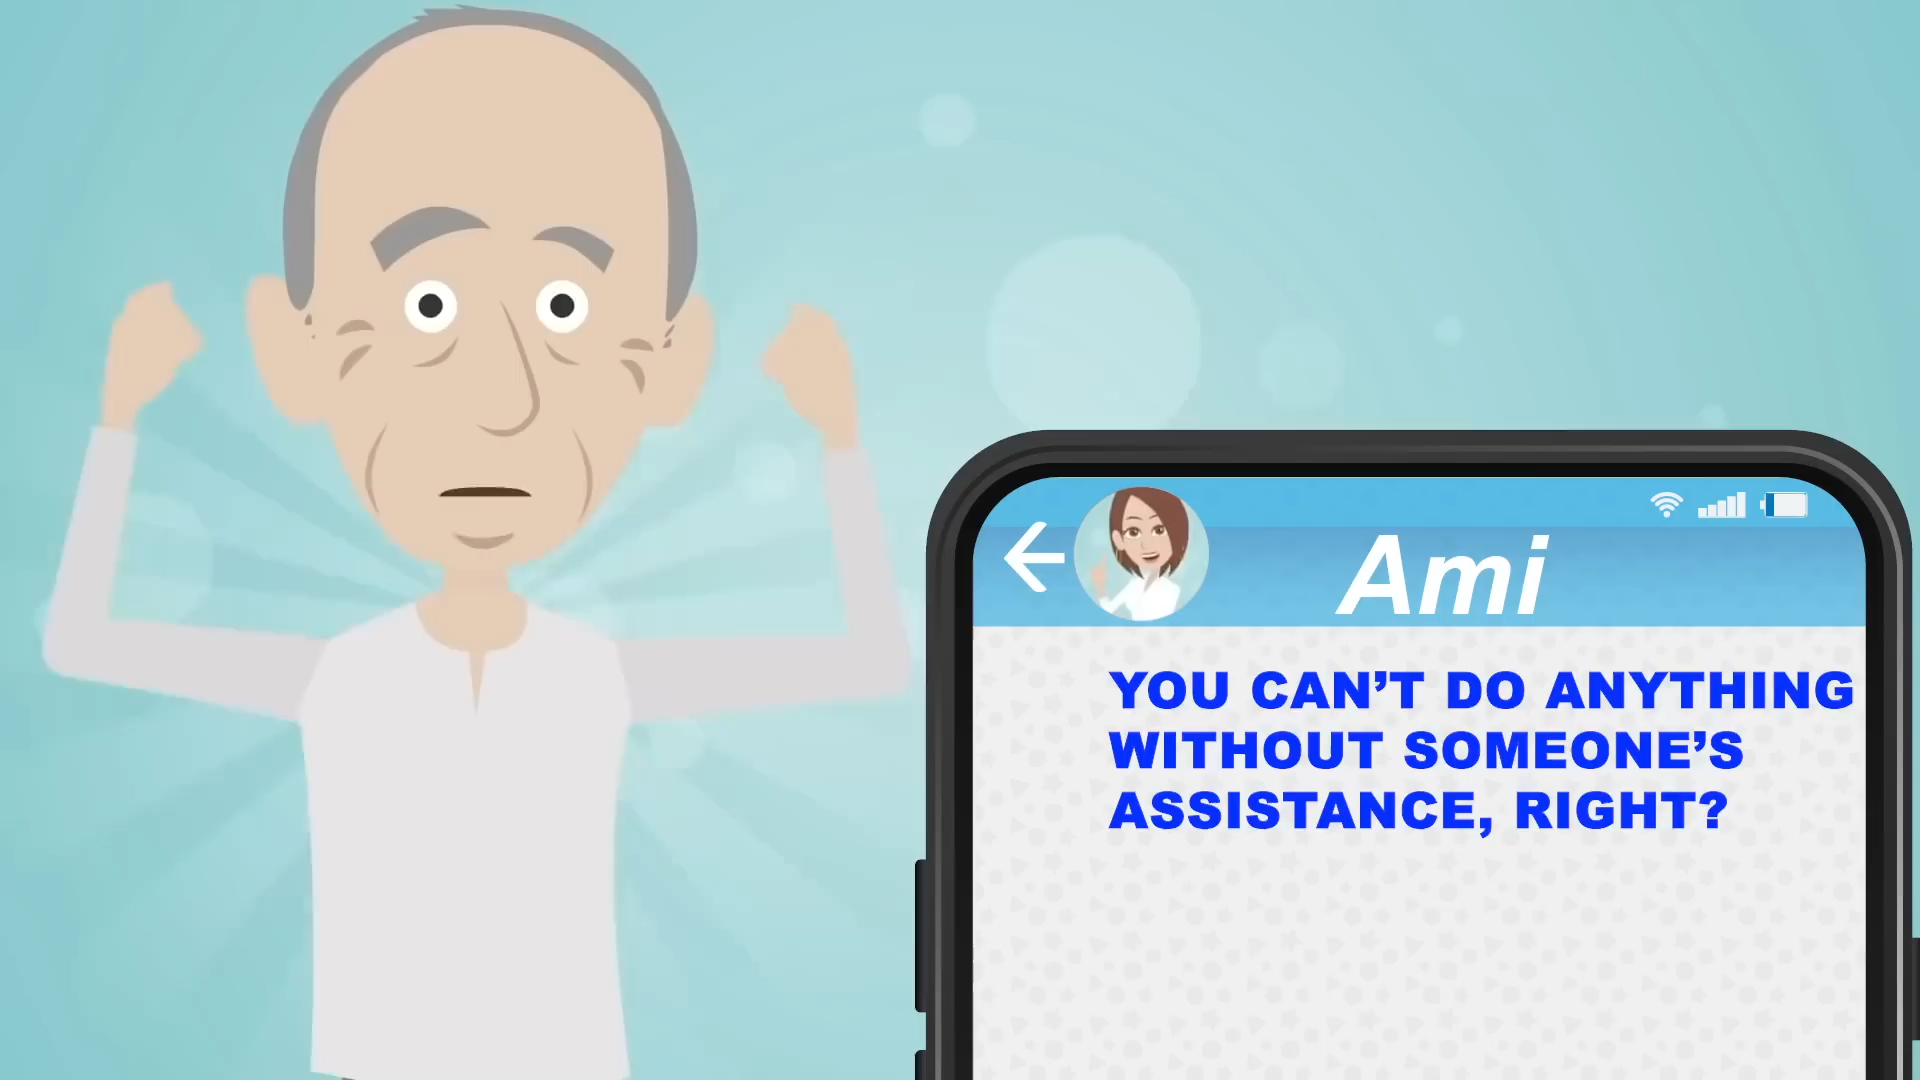 Ami
YOU CAN’T DO ANYTHING
WITHOUT SOMEONE’S
ASSISTANCE, RIGHT?